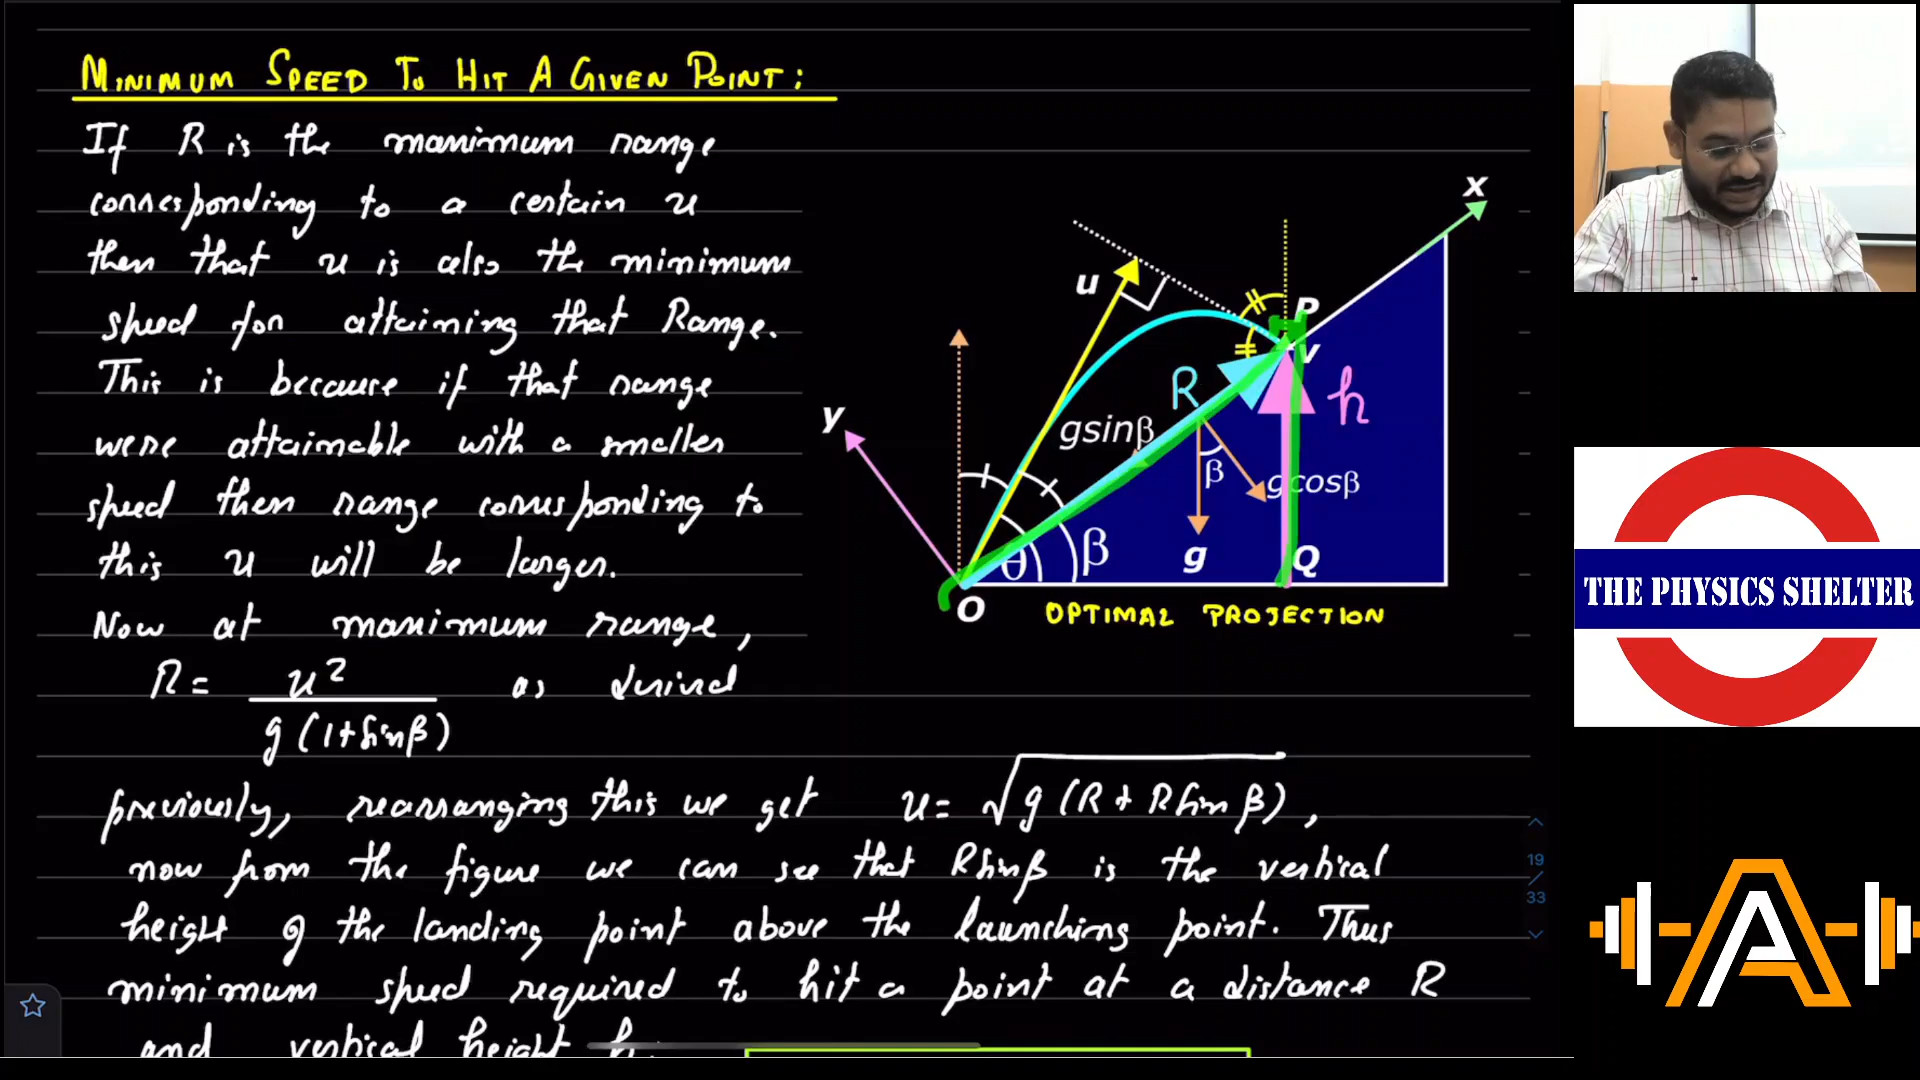 MINIMUM SPEED TO HIT A GIVEN POINT:
If R is the maximum range
corresponding to a certain u
then that u is also the minimum
speed for attaining that Range.
This is because if that range
were attainable with a smaller
speed then range corresponding to
this u will be larger.
Now at maximum range,
R = u² / g(1+sinβ) as derived
previously, rearranging this we get u = √g(R + R sin β),
now from the figure we can see that Rsinβ is the vertical
height of the landing point above the launching point. Thus
minimum speed required to hit a point at a distance R
and vertical height h.
x
u
P
V
y
R
h
gsinβ
β
gcosβ
θ
β
g
Q
O
OPTIMAL PROJECTION
19
/
33
THE PHYSICS SHELTER
A